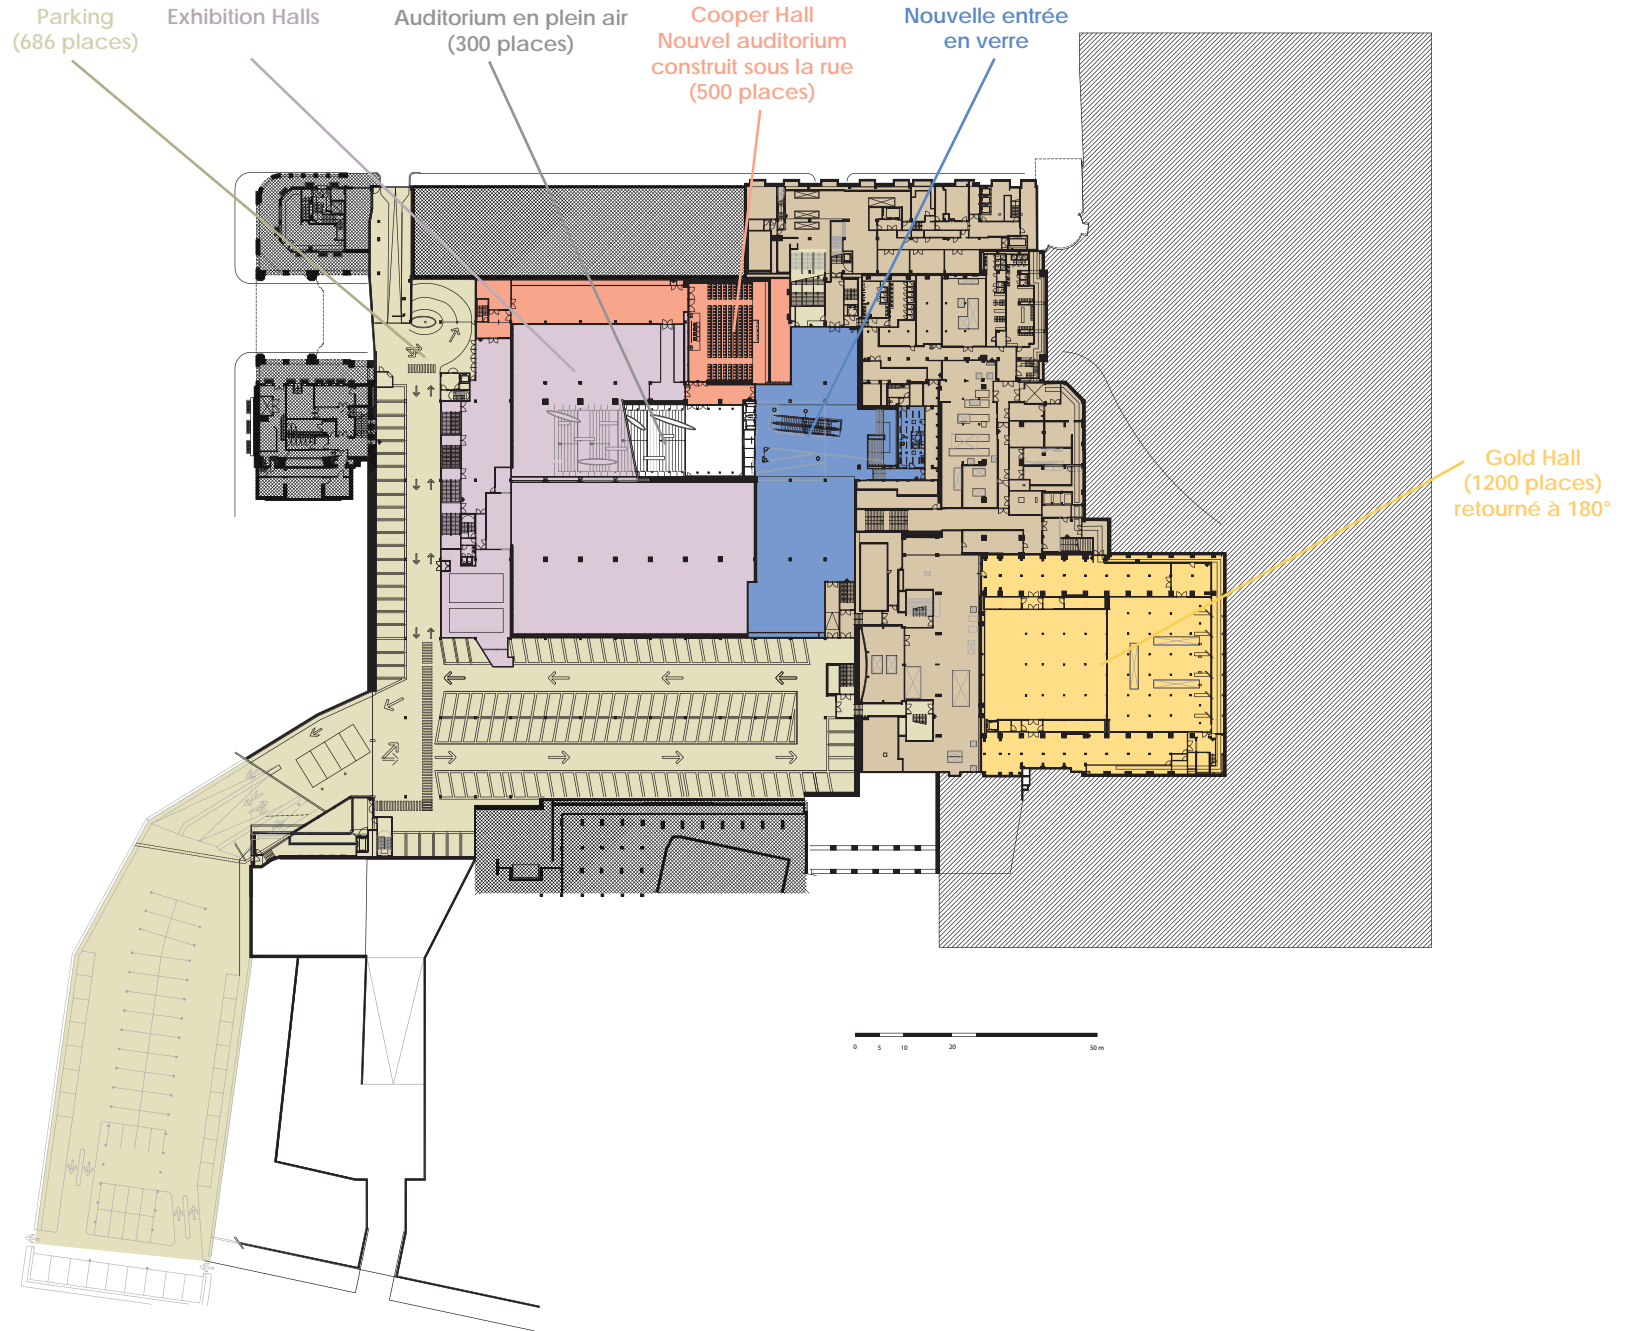 Parking
(686 places)
Exhibition Halls
Auditorium en plein air
(300 places)
Cooper Hall
Nouvel auditorium
construit sous la rue
(500 places)
Nouvelle entrée
en verre
Gold Hall
(1200 places)
retourné à 180°
0 5 10 20 50 m